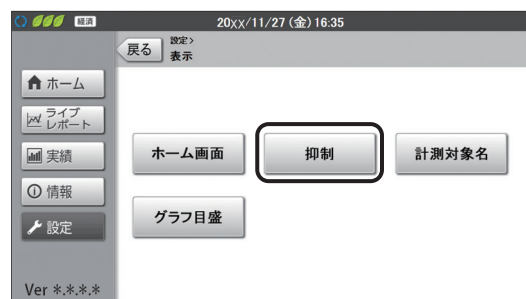 経済
20xx/11/27 (金) 16:35
戻る
設定>
表示
ホーム
ライブ
レポート
実績
情報
設定
ホーム画面
抑制
計測対象名
グラフ目盛
Ver *.*.*.*